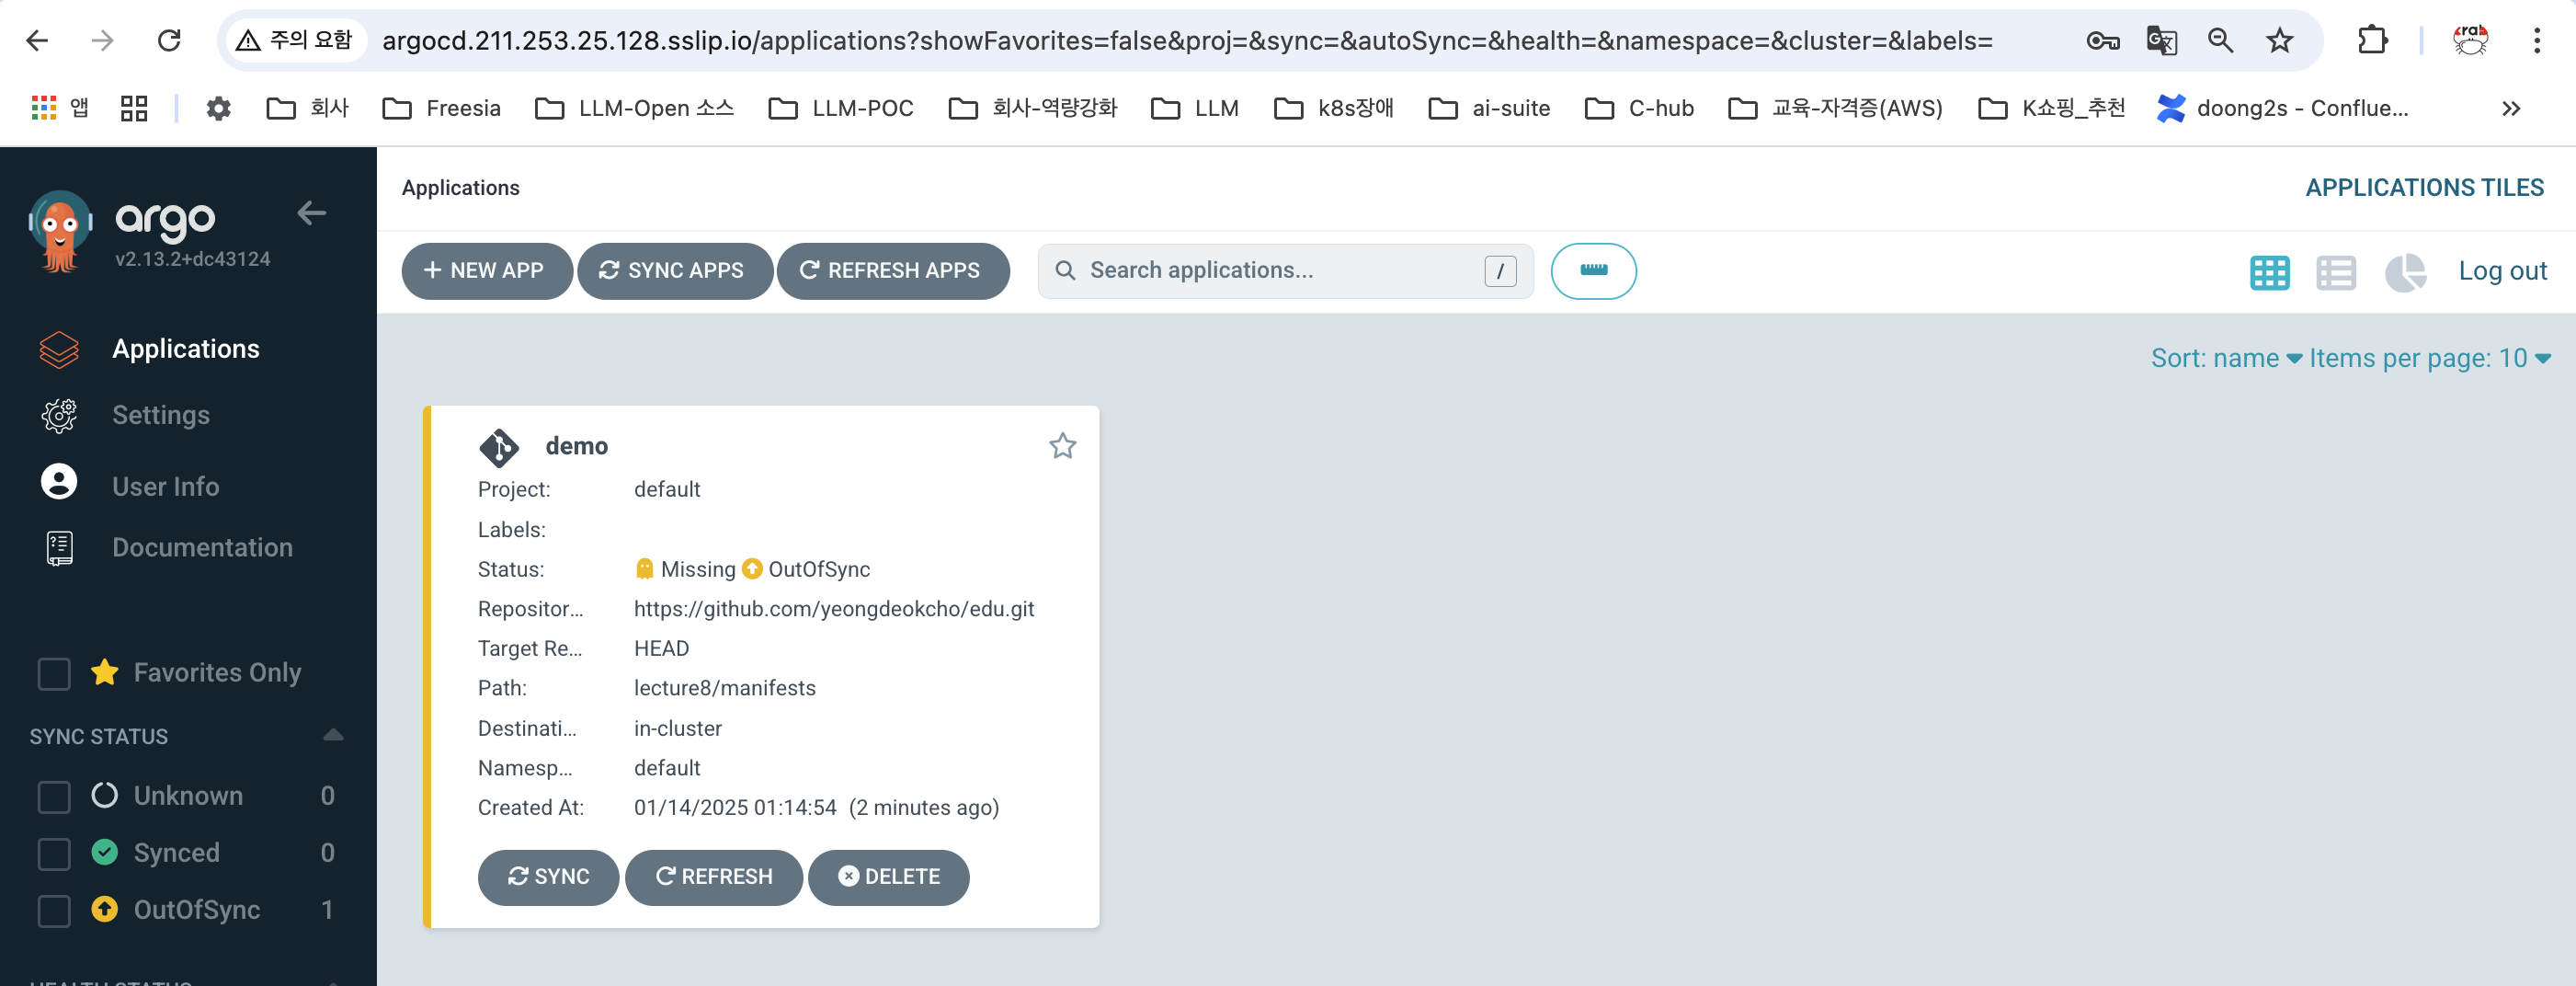 주의 요함 argocd.211.253.25.128.sslip.io/applications?showFavorites=false&proj=&sync=&autoSync=&health=&namespace=&cluster=&labels=
앱 회사 Freesia LLM-Open 소스 LLM-POC 회사-역량강화 LLM k8s장애 ai-suite C-hub 교육-자격증(AWS) K쇼핑_추천 doong2s - Conflue...
argo
v2.13.2+dc43124
Applications
Settings
User Info
Documentation
Favorites Only
SYNC STATUS
Unknown 0
Synced 0
OutOfSync 1
HEALTH STATUS
Applications APPLICATIONS TILES
+ NEW APP SYNC APPS REFRESH APPS Search applications... / Log out
Sort: name Items per page: 10
demo
Project: default
Labels:
Status: Missing OutOfSync
Repositor... https://github.com/yeongdeokcho/edu.git
Target Re... HEAD
Path: lecture8/manifests
Destinati... in-cluster
Namesp... default
Created At: 01/14/2025 01:14:54 (2 minutes ago)
SYNC REFRESH DELETE